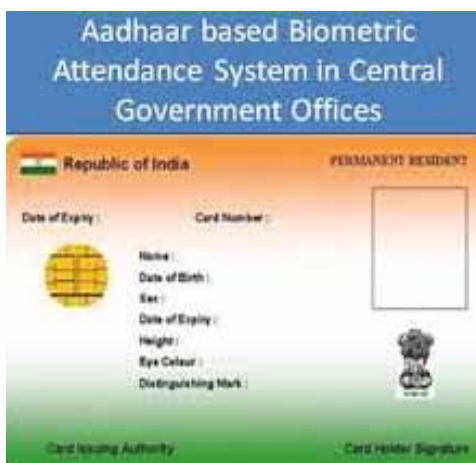 Aadhaar based Biometric
Attendance System in Central
Government Offices
Republic of India
PERMANENT RESIDENT
Date of Expiry :
Card Number :
Name :
Date of Birth :
Sex :
Date of Expiry :
Height :
Eye Colour :
Distinguishing Mark :
Card Issuing Authority
Card Holder Signature